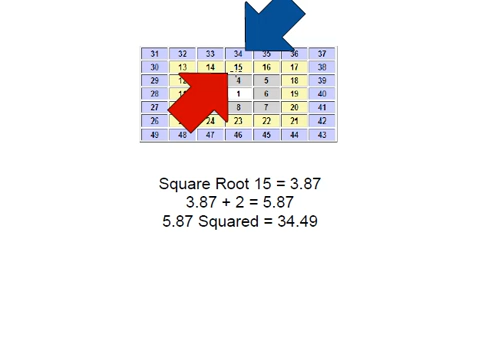 31 32 33 34 35 36 37
30 13 14 15 16 17 38
29 4 5 18 39
28 1 6 19 40
27 8 7 20 41
26 24 23 22 21 42
49 48 47 46 45 44 43
Square Root 15 = 3.87
3.87 + 2 = 5.87
5.87 Squared = 34.49